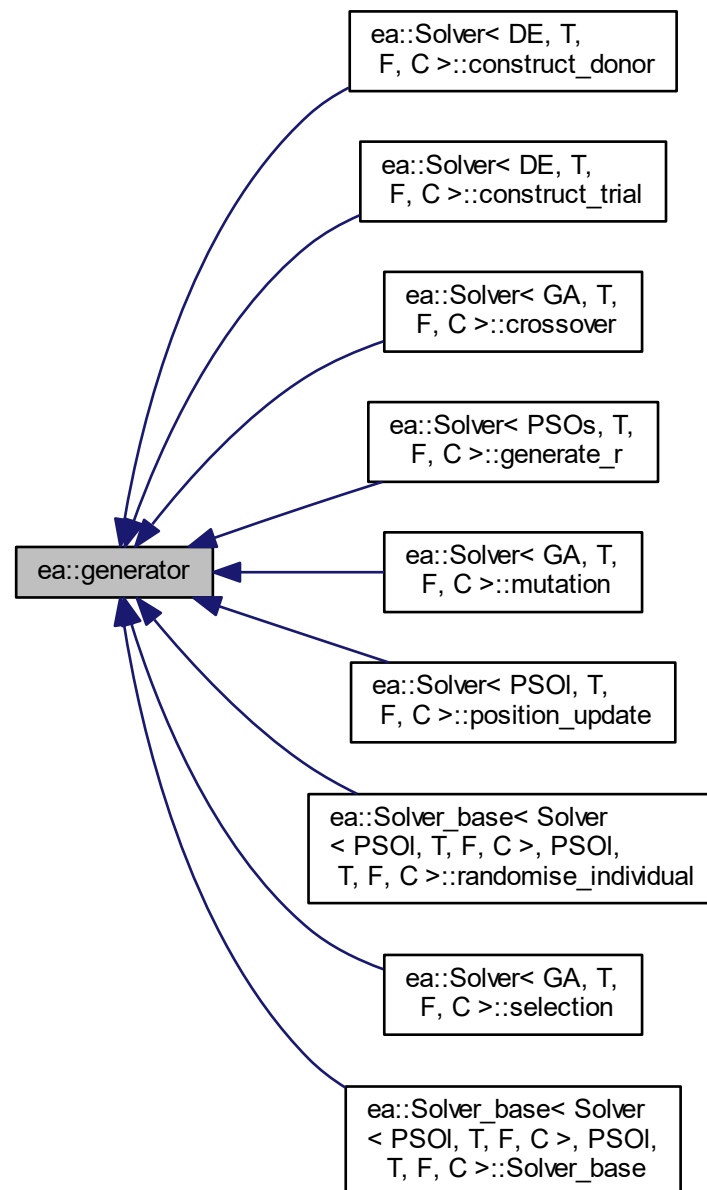 ea::Solver< DE, T,
F, C >::construct_donor
ea::Solver< DE, T,
F, C >::construct_trial
ea::Solver< GA, T,
F, C >::crossover
ea::Solver< PSOs, T,
F, C >::generate_r
ea::generator
ea::Solver< GA, T,
F, C >::mutation
ea::Solver< PSOl, T,
F, C >::position_update
ea::Solver_base< Solver
< PSOl, T, F, C >, PSOl,
T, F, C >::randomise_individual
ea::Solver< GA, T,
F, C >::selection
ea::Solver_base< Solver
< PSOl, T, F, C >, PSOl,
T, F, C >::Solver_base